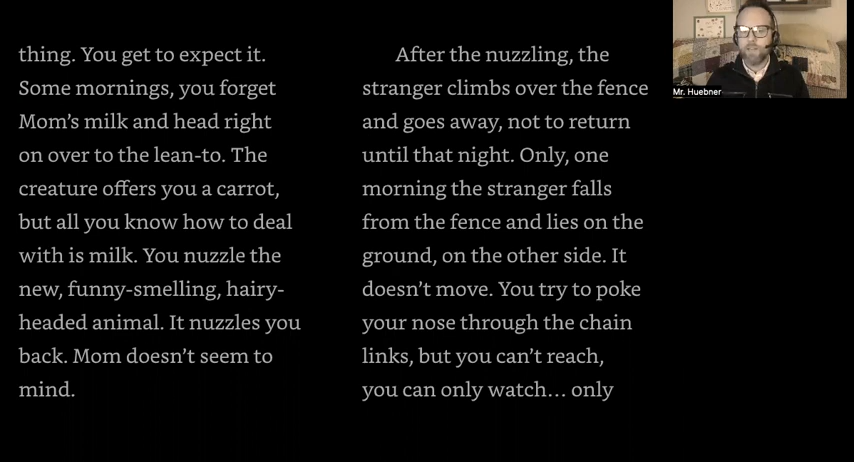 thing. You get to expect it.
Some mornings, you forget
Mom’s milk and head right
on over to the lean-to. The
creature offers you a carrot,
but all you know how to deal
with is milk. You nuzzle the
new, funny-smelling, hairy-
headed animal. It nuzzles you
back. Mom doesn’t seem to
mind.
After the nuzzling, the
stranger climbs over the fence
and goes away, not to return
until that night. Only, one
morning the stranger falls
from the fence and lies on the
ground, on the other side. It
doesn’t move. You try to poke
your nose through the chain
links, but you can’t reach,
you can only watch… only
Mr. Huebner